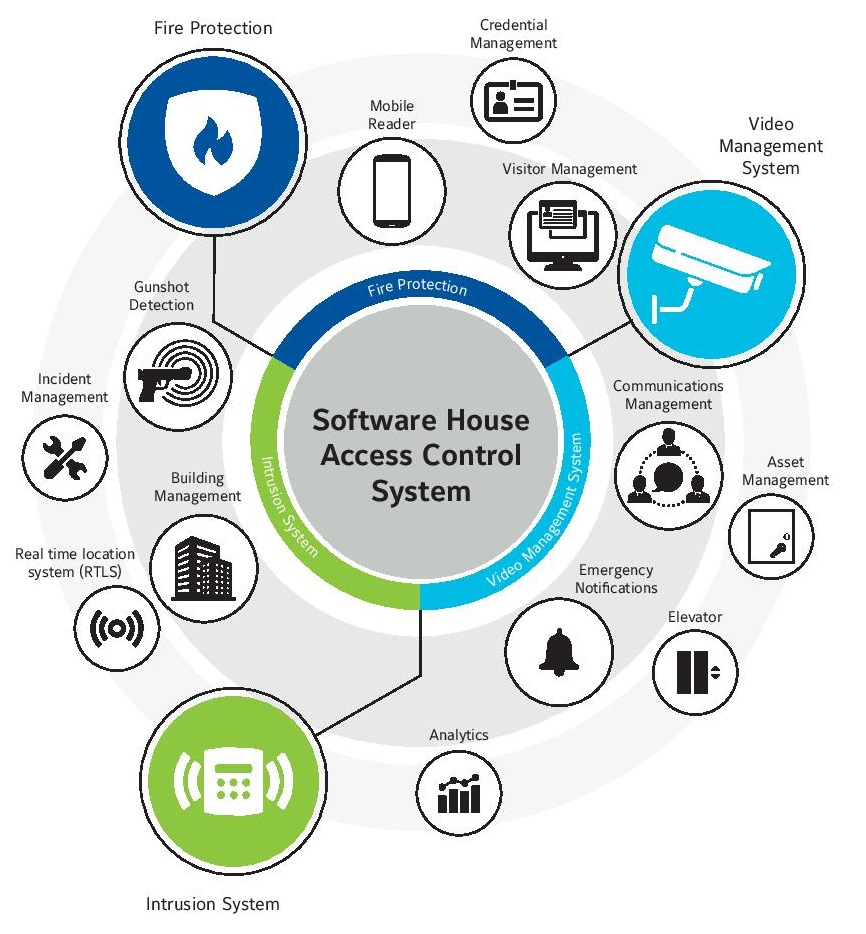 Fire Protection
Credential
Management
Mobile
Reader
Video
Management
System
Visitor Management
Gunshot
Detection
Fire Protection
Incident
Management
Communications
Management
Software House
Access Control
System
Intrusion System
Video Management System
Building
Management
Asset
Management
Real time location
system (RTLS)
Emergency
Notifications
Elevator
Analytics
Intrusion System